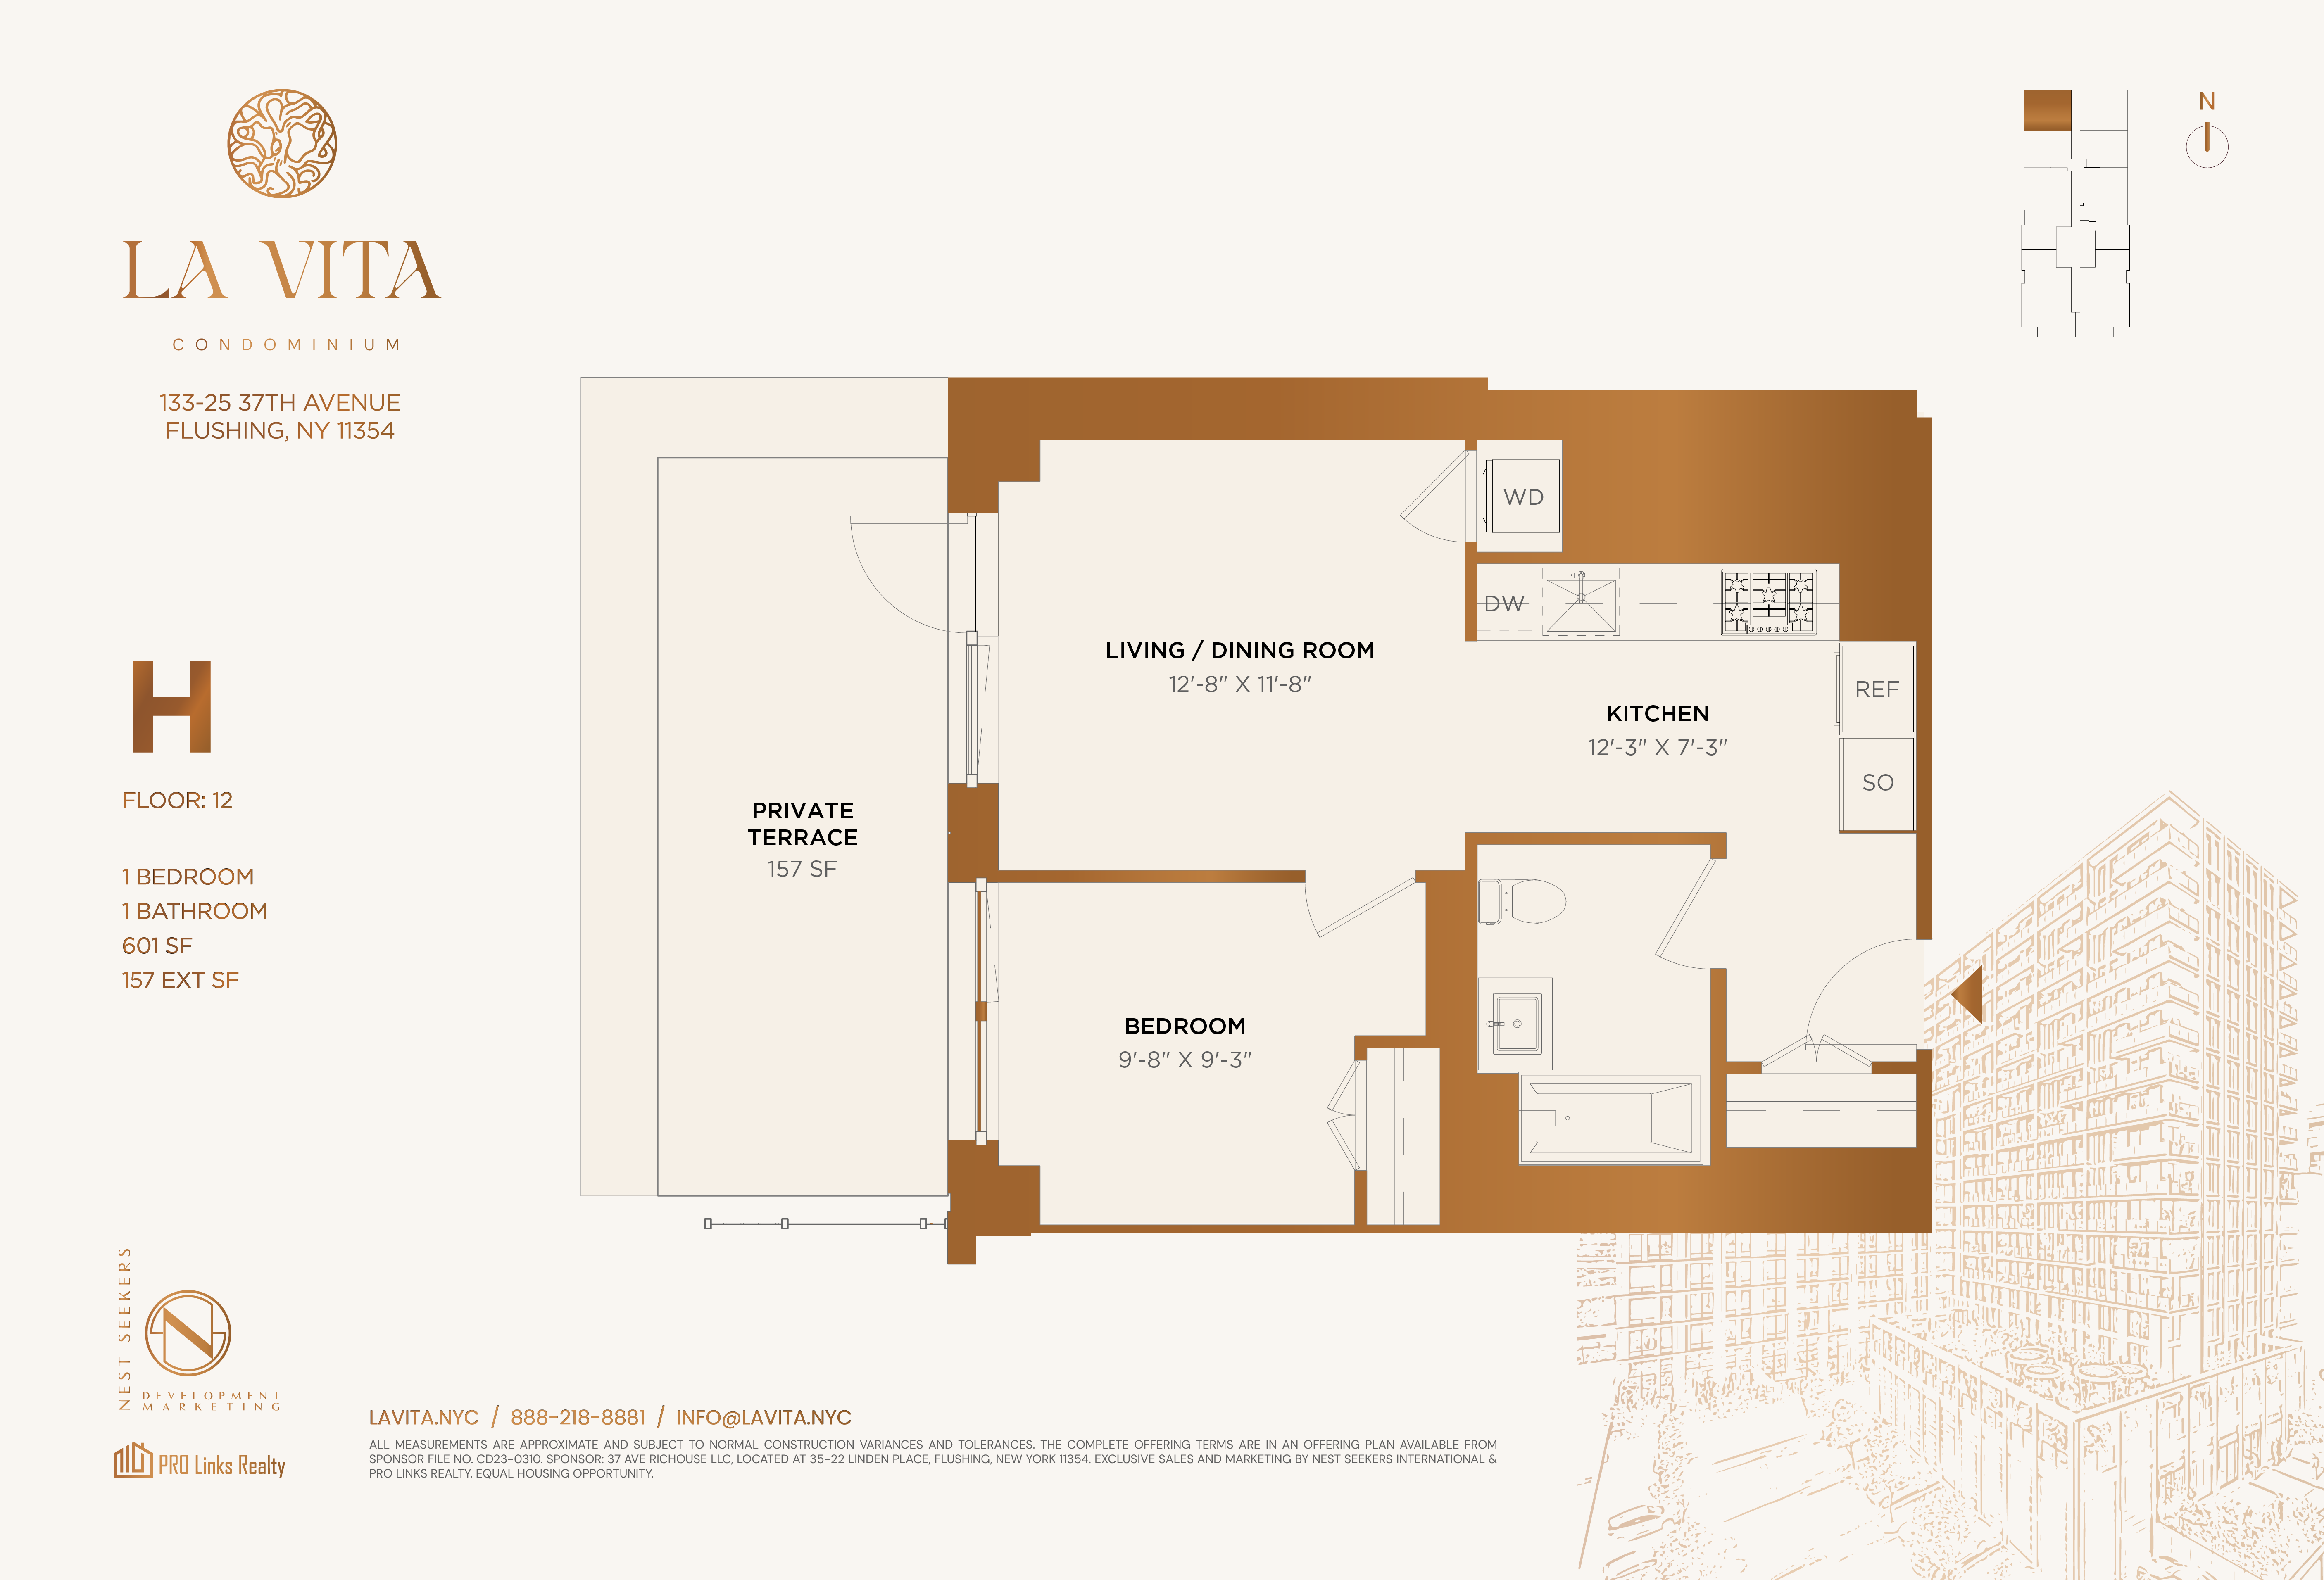 LA VITA
CONDOMINIUM
133-25 37TH AVENUE
FLUSHING, NY 11354
N
H
FLOOR: 12
1 BEDROOM
1 BATHROOM
601 SF
157 EXT SF
PRIVATE
TERRACE
157 SF
LIVING / DINING ROOM
12'-8" X 11'-8"
WD
DW
KITCHEN
12'-3" X 7'-3"
REF
SO
BEDROOM
9'-8" X 9'-3"
NEST SEEKERS
N
DEVELOPMENT
MARKETING
PRO Links Realty
LAVITA.NYC / 888-218-8881 / INFO@LAVITA.NYC
ALL MEASUREMENTS ARE APPROXIMATE AND SUBJECT TO NORMAL CONSTRUCTION VARIANCES AND TOLERANCES. THE COMPLETE OFFERING TERMS ARE IN AN OFFERING PLAN AVAILABLE FROM
SPONSOR FILE NO. CD23-0310. SPONSOR: 37 AVE RICHOUSE LLC, LOCATED AT 35-22 LINDEN PLACE, FLUSHING, NEW YORK 11354. EXCLUSIVE SALES AND MARKETING BY NEST SEEKERS INTERNATIONAL &
PRO LINKS REALTY. EQUAL HOUSING OPPORTUNITY.